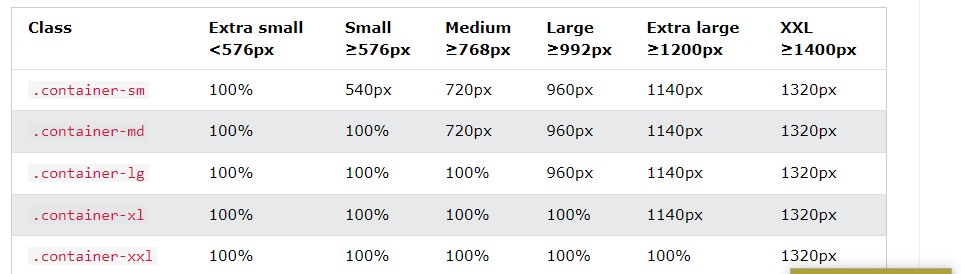 Class Extra small Small Medium Large Extra large XXL
<576px ≥576px ≥768px ≥992px ≥1200px ≥1400px
.container-sm 100% 540px 720px 960px 1140px 1320px
.container-md 100% 100% 720px 960px 1140px 1320px
.container-lg 100% 100% 100% 960px 1140px 1320px
.container-xl 100% 100% 100% 100% 1140px 1320px
.container-xxl 100% 100% 100% 100% 100% 1320px